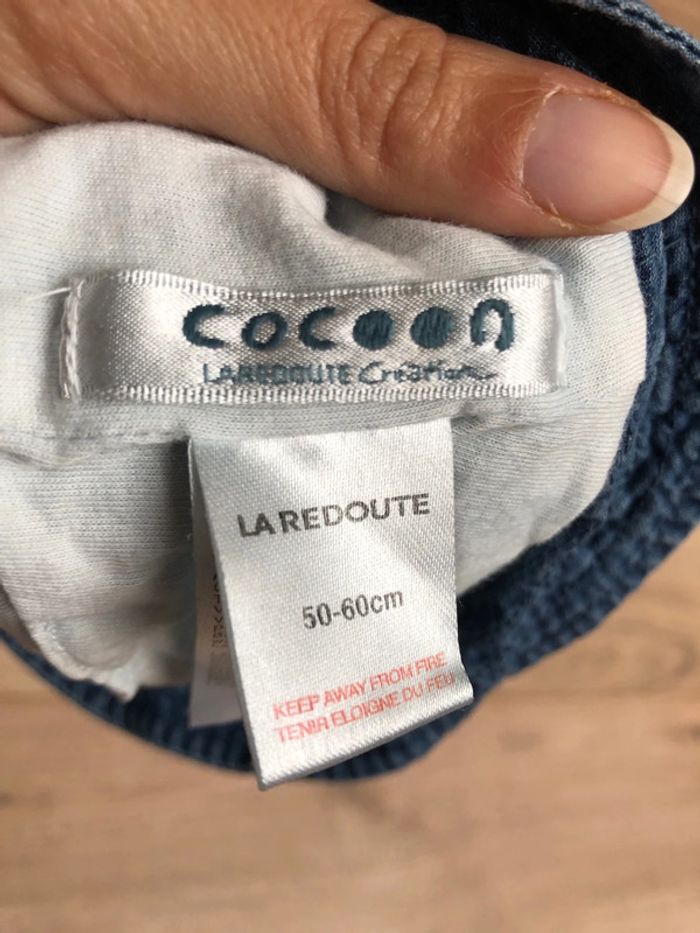 cocoon
LAREDOUTE Création
LA REDOUTE
50-60cm
KEEP AWAY FROM FIRE
TENIR ELOIGNE DU FEU